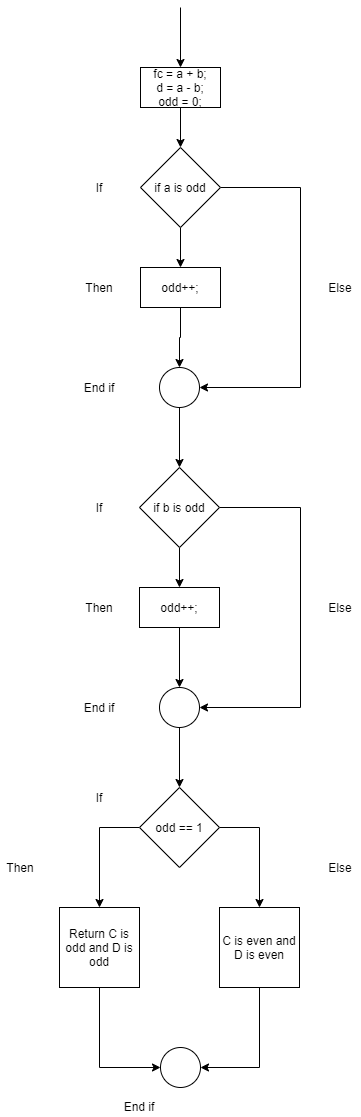 fc = a + b;
d = a - b;
odd = 0;
If
if a is odd
Then
odd++;
Else
End if
If
if b is odd
Then
odd++;
Else
End if
If
odd == 1
Then
Else
Return C is
odd and D is
odd
C is even and
D is even
End if